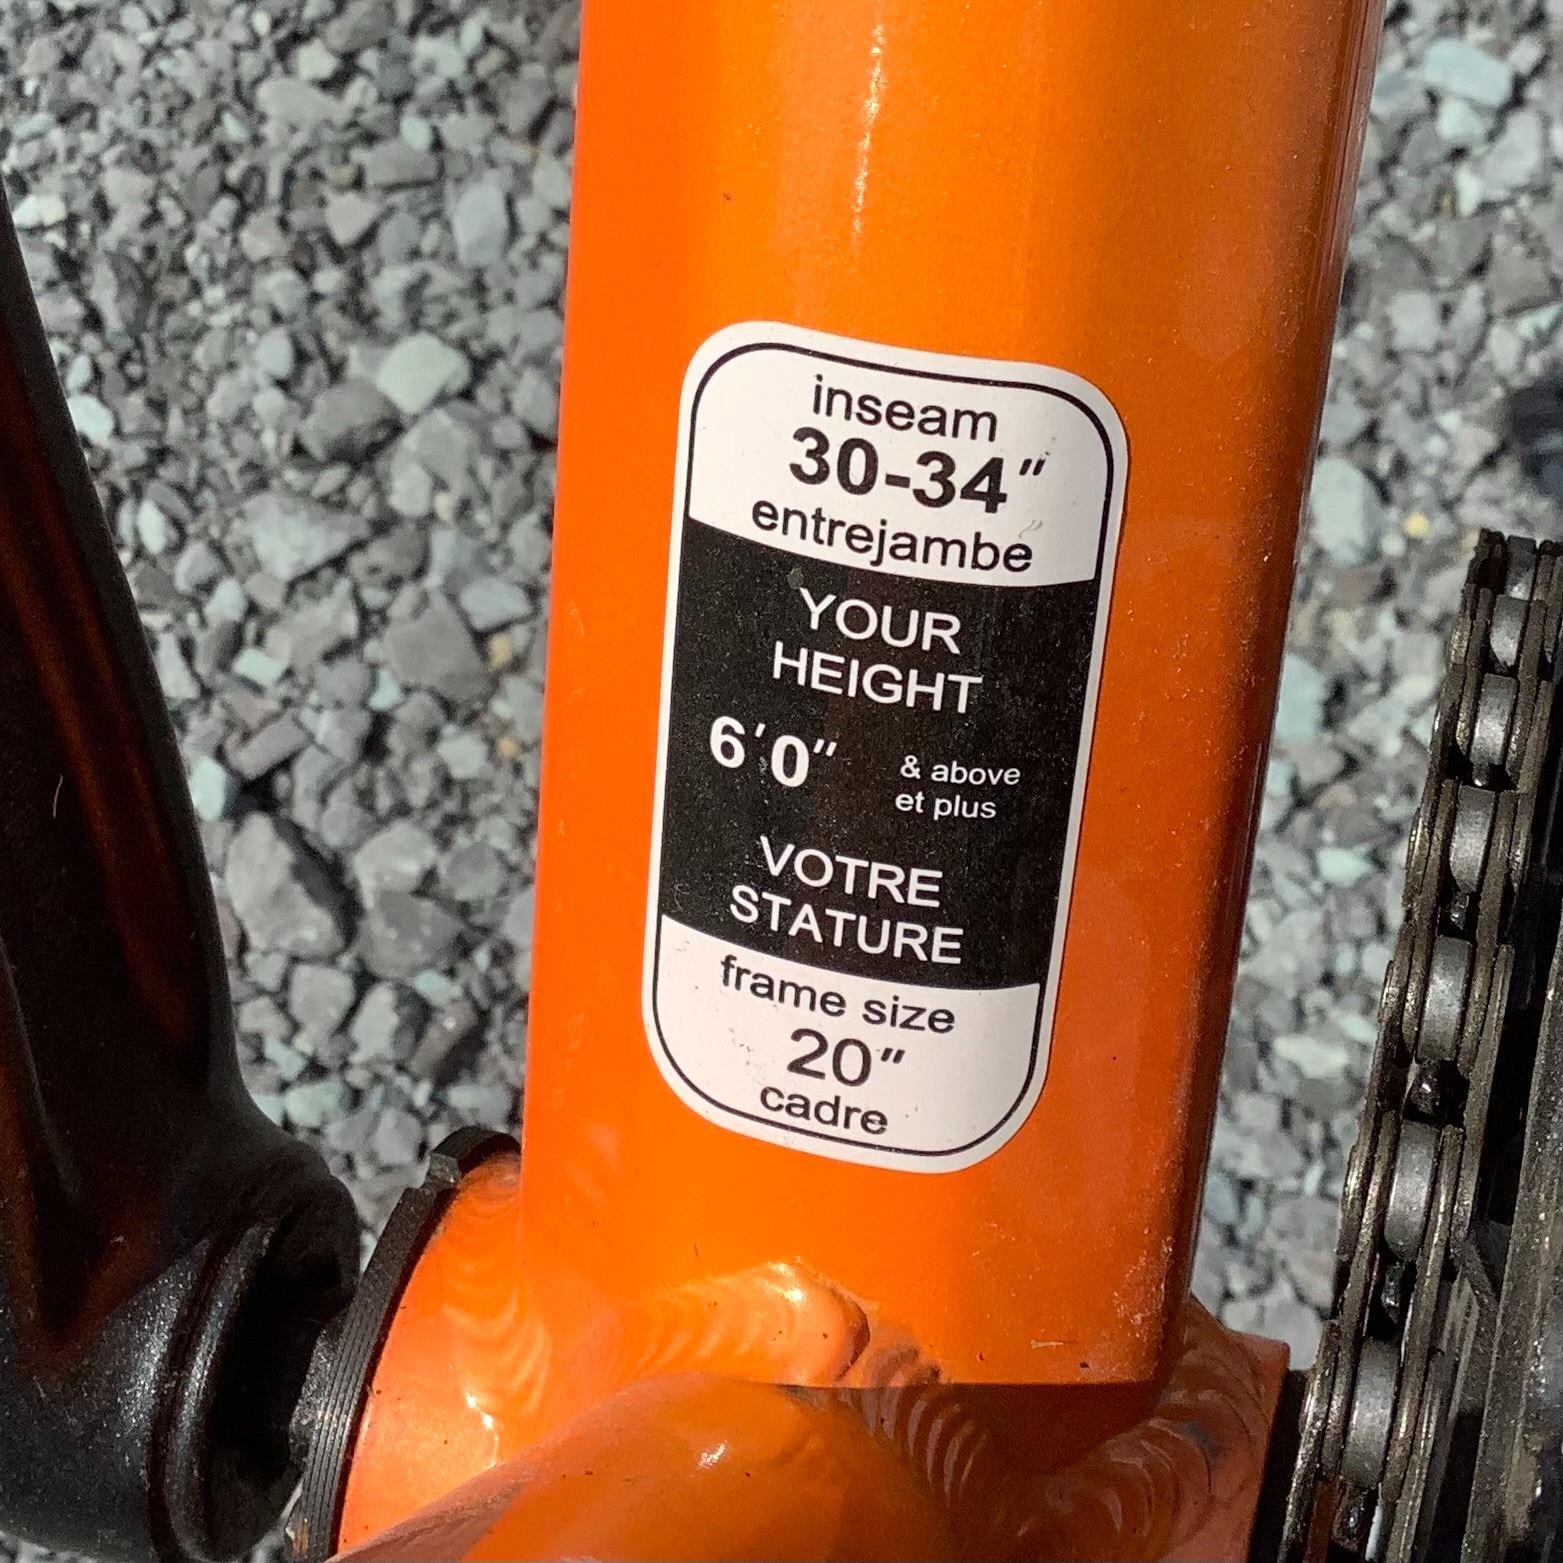 inseam
30-34"
entrejambe
YOUR
HEIGHT
6'0" & above
et plus
VOTRE
STATURE
frame size
20"
cadre